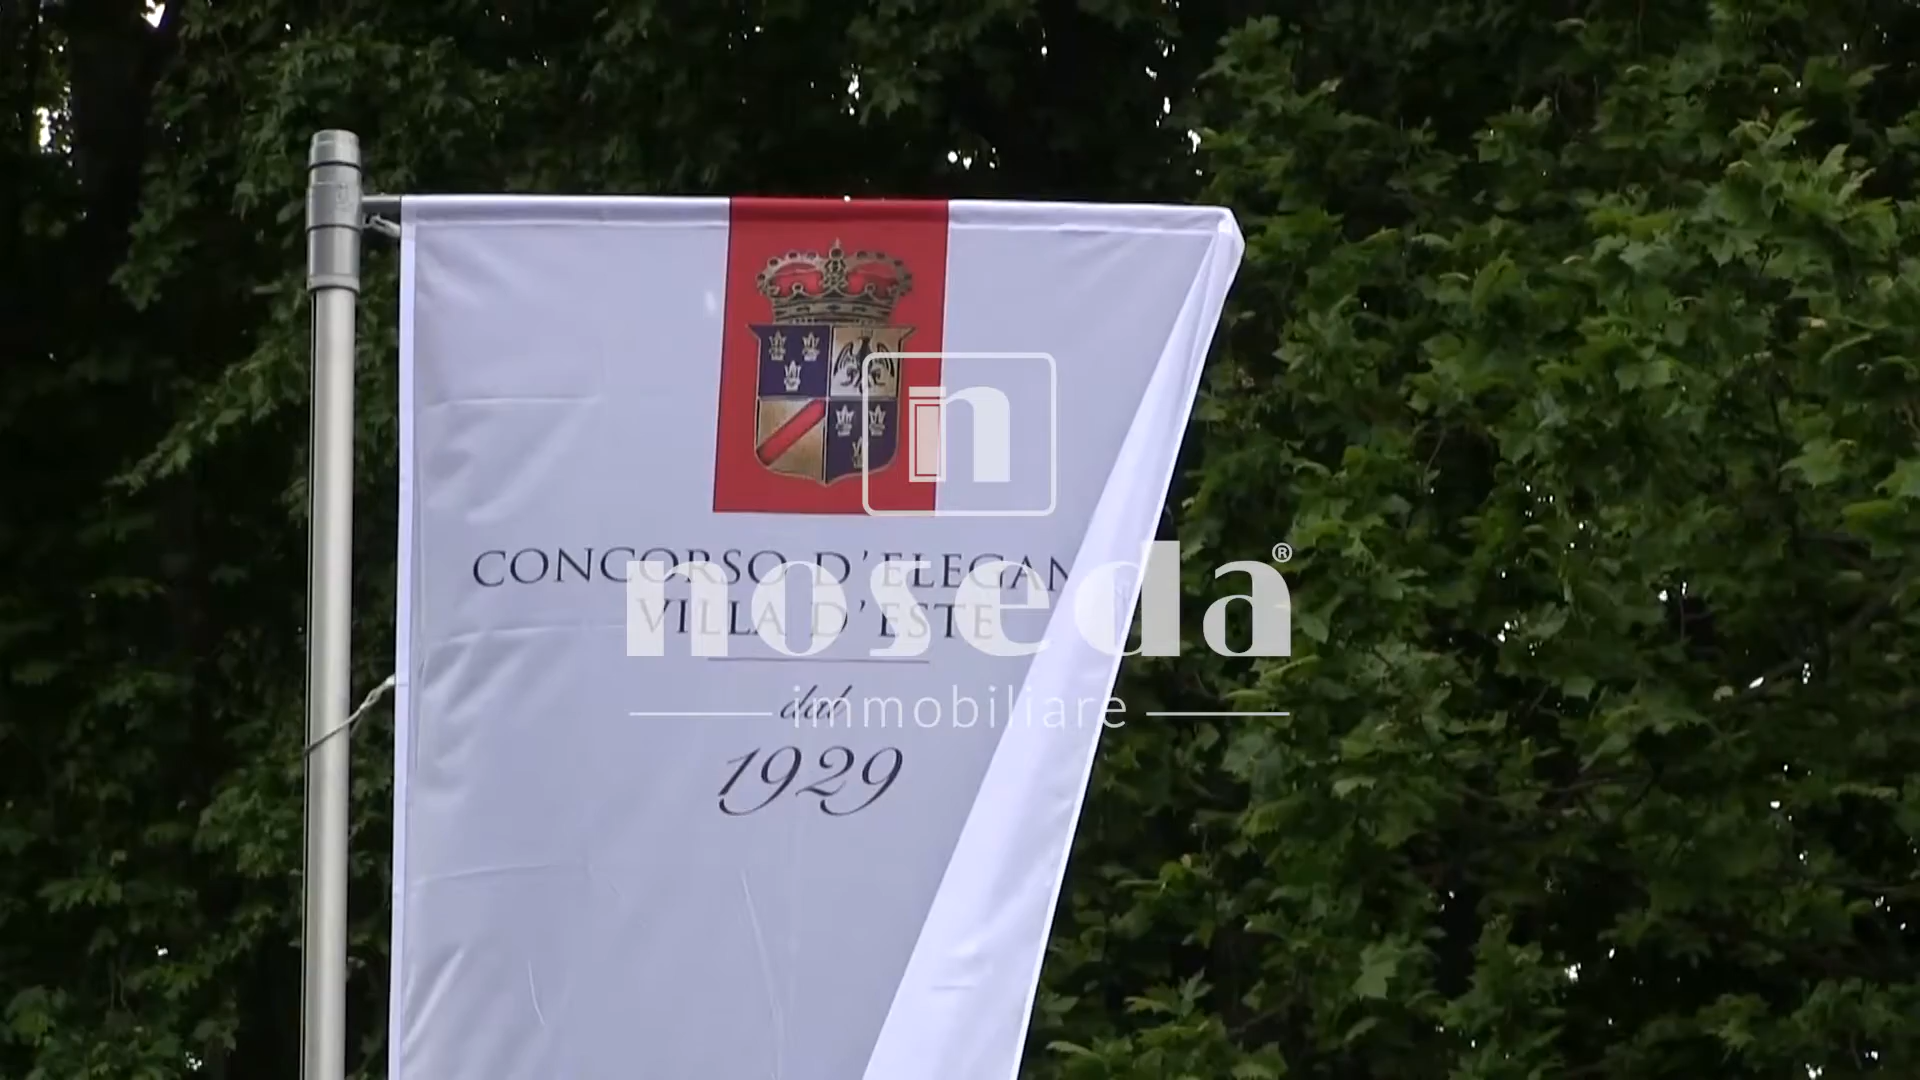 n
CONCORSO D'ELEGAN
VILLA D'ESTE
noseda®
dal
immobiliare
1929